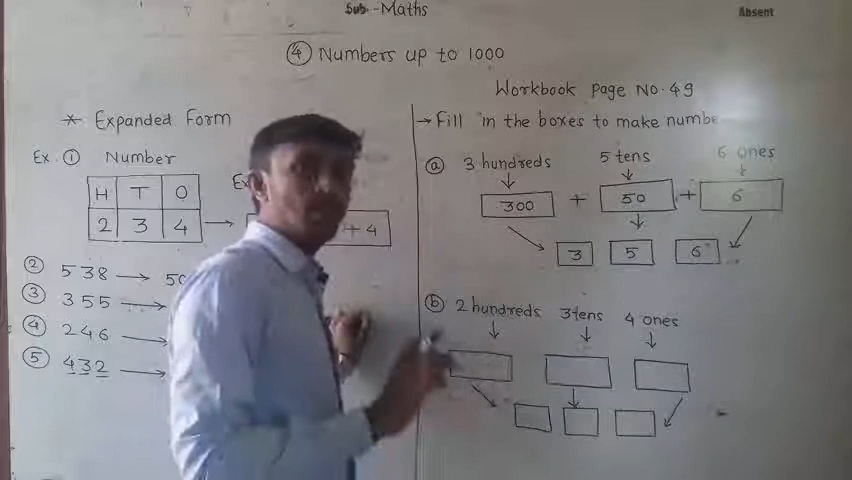 Sub.-Maths
Absent
④ Numbers up to 1000
* Expanded Form
Ex. ① Number
Ex
H T O
2 3 4 → + 4
② 538 → 50
③ 355 →
④ 246 →
⑤ 432 →
Workbook Page No. 49
→ Fill in the boxes to make numbe
ⓐ 3 hundreds 5 tens 6 ones
300 + 50 + 6
3 5 6
ⓑ 2 hundreds 3 tens 4 ones